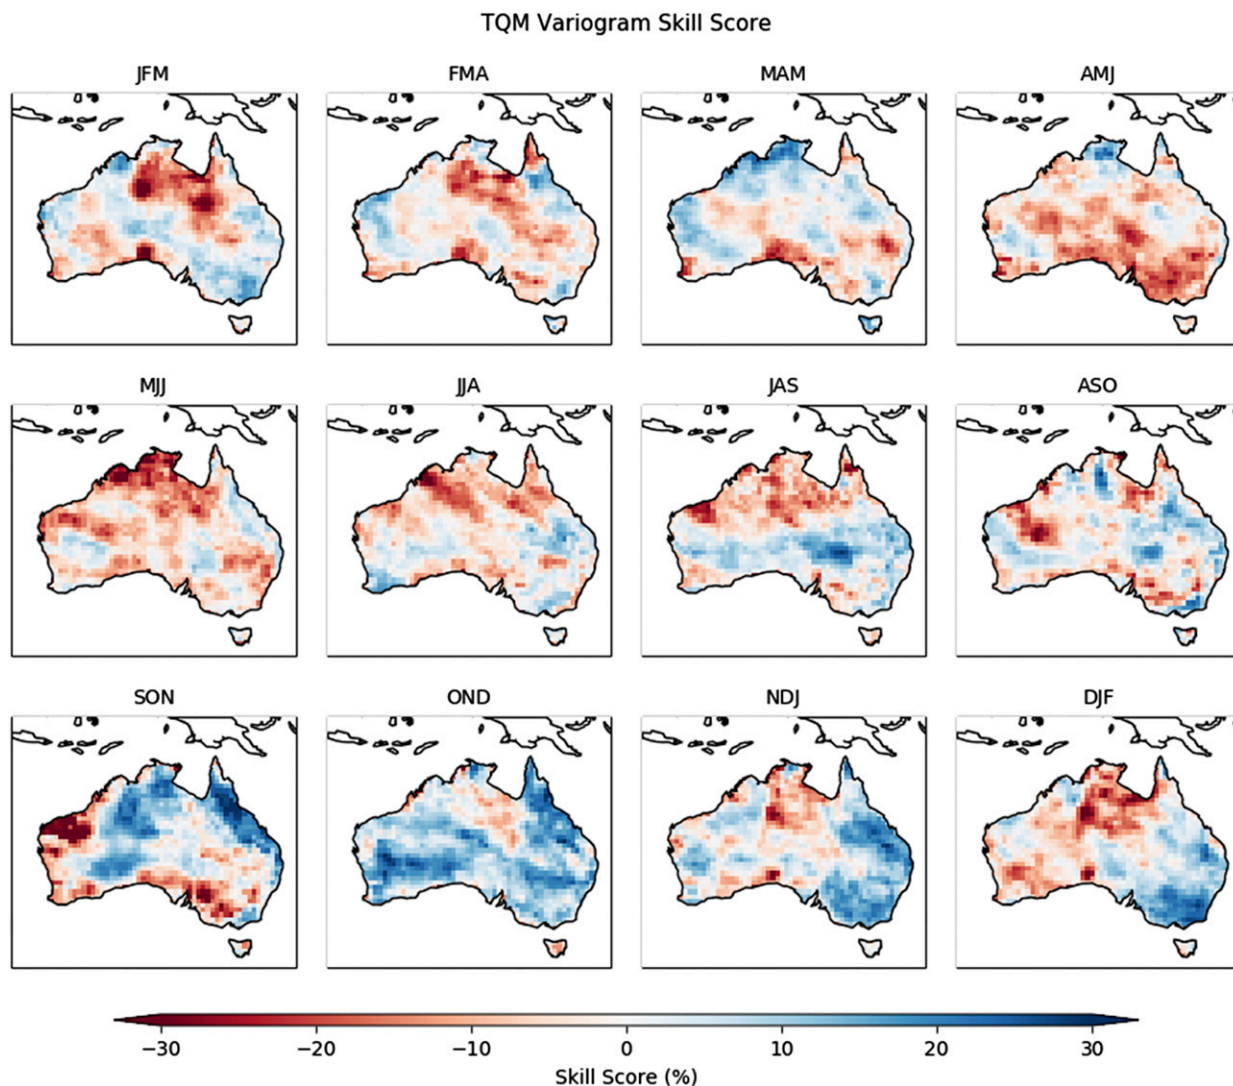 TQM Variogram Skill Score
JFM FMA MAM AMJ
MJJ JJA JAS ASO
SON OND NDJ DJF
−30 −20 −10 0 10 20 30
Skill Score (%)